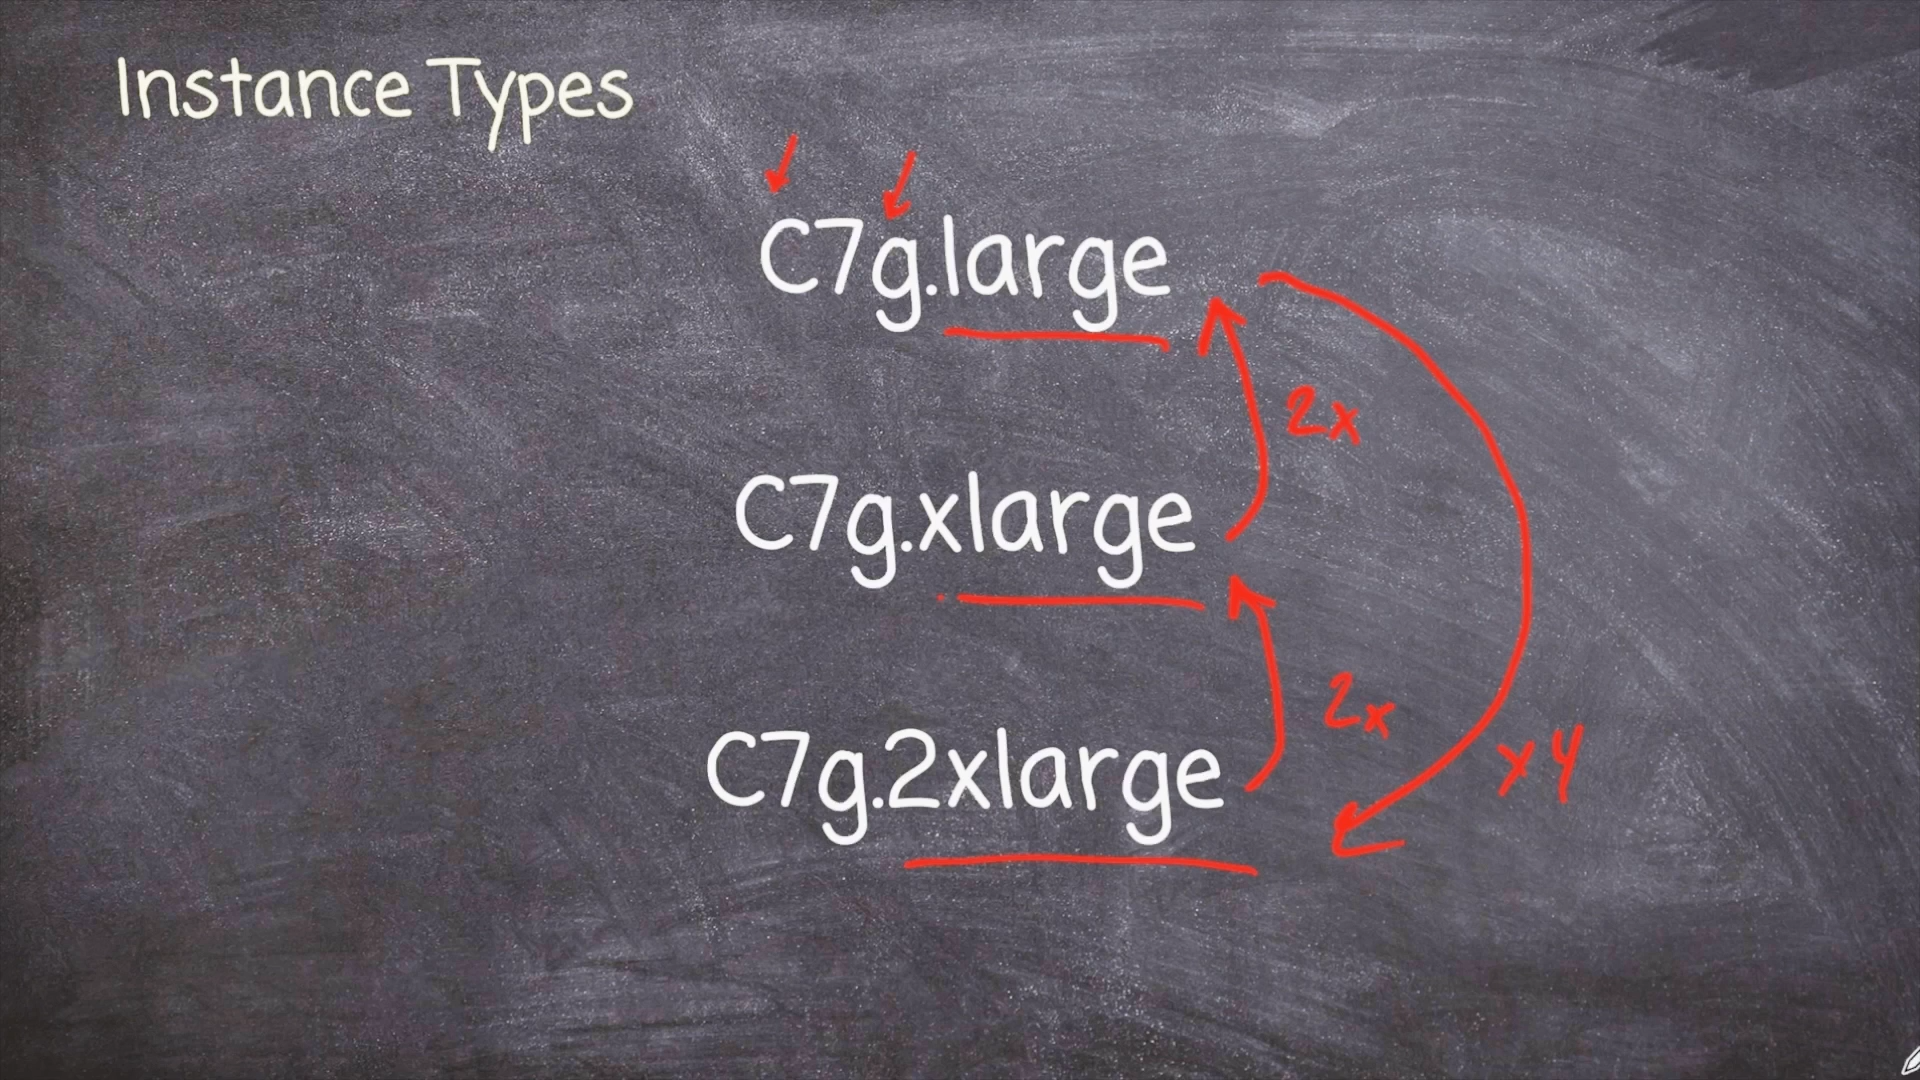 Instance Types
C7g.large
2x
C7g.xlarge
2x
x4
C7g.2xlarge